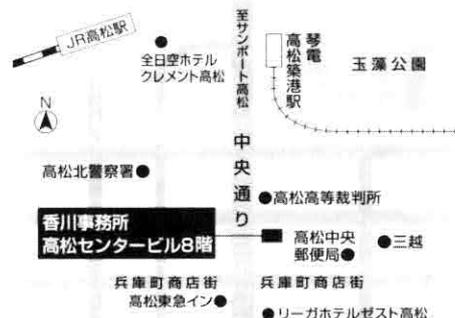 JR高松駅
全日空ホテル
クレメント高松
至サンポート高松
琴電
高松築港駅
玉藻公園
N
中央通り
高松北警察署
高松高等裁判所
香川事務所
高松センタービル8階
高松中央
郵便局
三越
兵庫町商店街
兵庫町商店街
高松東急イン
リーガホテルゼスト高松